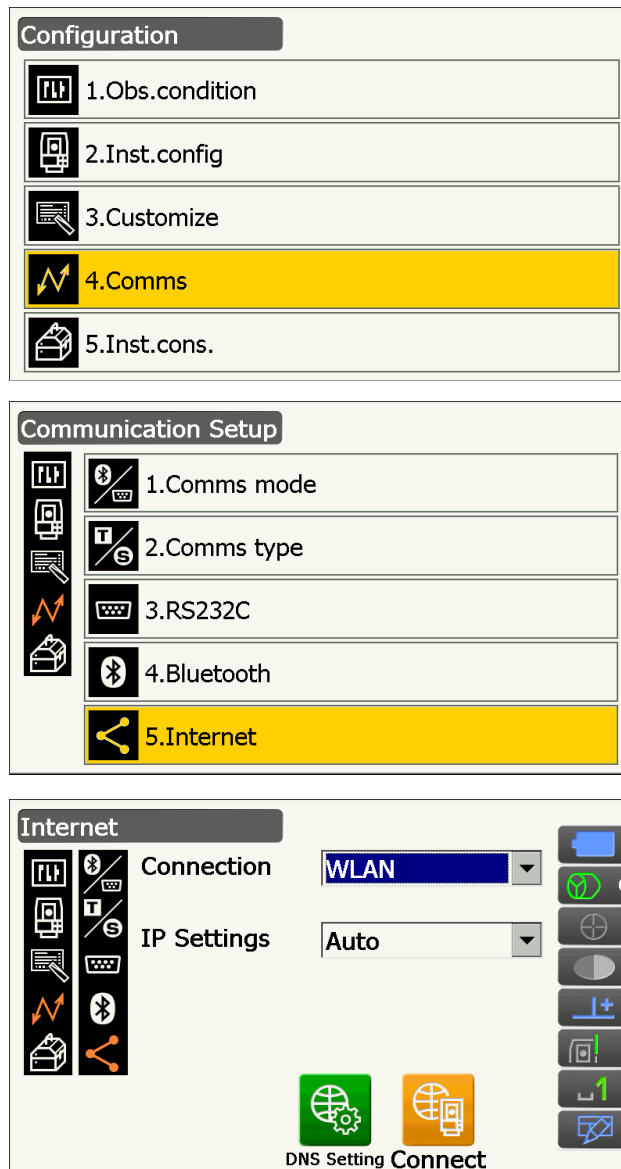 Configuration
1.Obs.condition
2.Inst.config
3.Customize
4.Comms
5.Inst.cons.
Communication Setup
1.Comms mode
T S 2.Comms type
3.RS232C
4.Bluetooth
5.Internet
Internet
Connection WLAN
T S
IP Settings Auto
1
DNS Setting Connect